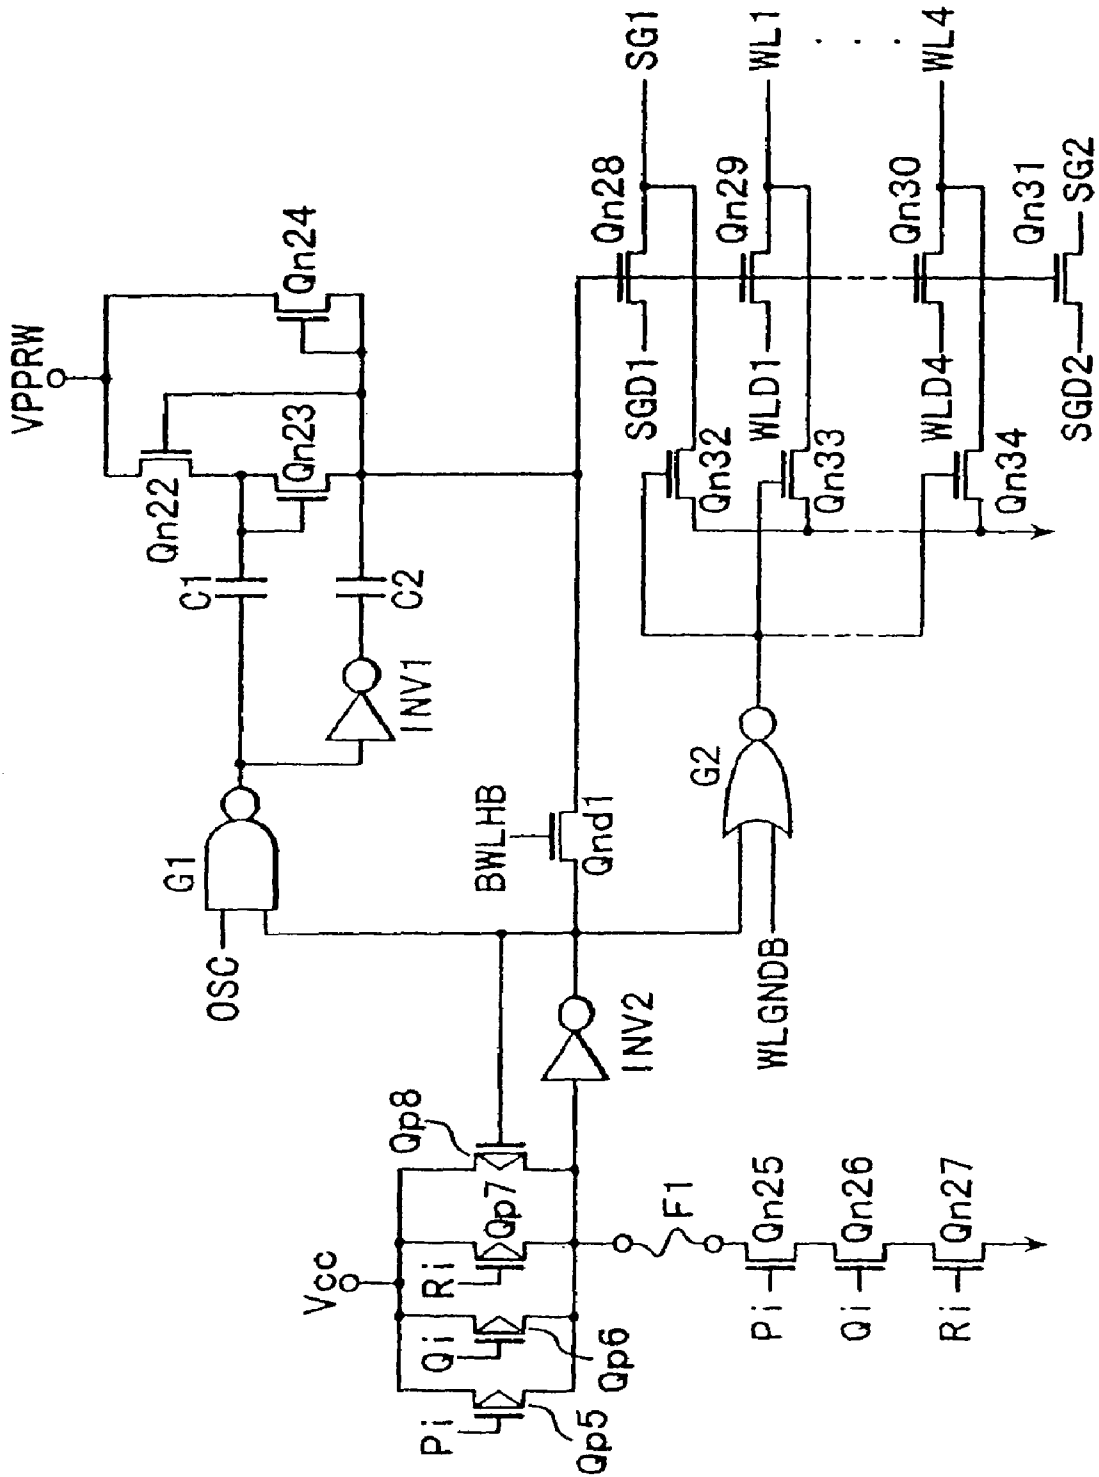 VPPRW
Qn22
Qn23
Qn24
C1
C2
INV1
G1
OSC
BWLHB
Qnd1
INV2
G2
WLGNDB
Vcc
Pi
Qi
Ri
Qp5
Qp6
Qp7
Qp8
F1
Pi
Qi
Ri
Qn25
Qn26
Qn27
SG1
WL1
. . .
WL4
Qn28
Qn29
Qn30
Qn31
SG2
SGD1
WLD1
WLD4
SGD2
Qn32
Qn33
Qn34